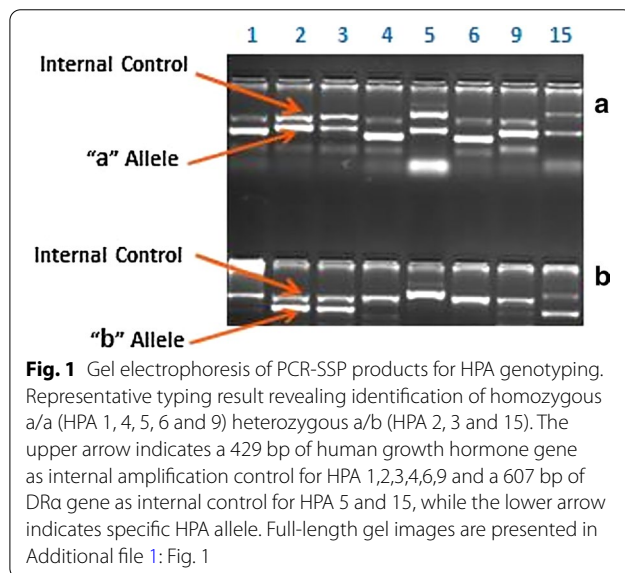 1 2 3 4 5 6 9 15
Internal Control
a
"a" Allele
Internal Control
b
"b" Allele
Fig. 1 Gel electrophoresis of PCR-SSP products for HPA genotyping.
Representative typing result revealing identification of homozygous
a/a (HPA 1, 4, 5, 6 and 9) heterozygous a/b (HPA 2, 3 and 15). The
upper arrow indicates a 429 bp of human growth hormone gene
as internal amplification control for HPA 1,2,3,4,6,9 and a 607 bp of
DRα gene as internal control for HPA 5 and 15, while the lower arrow
indicates specific HPA allele. Full-length gel images are presented in
Additional file 1: Fig. 1